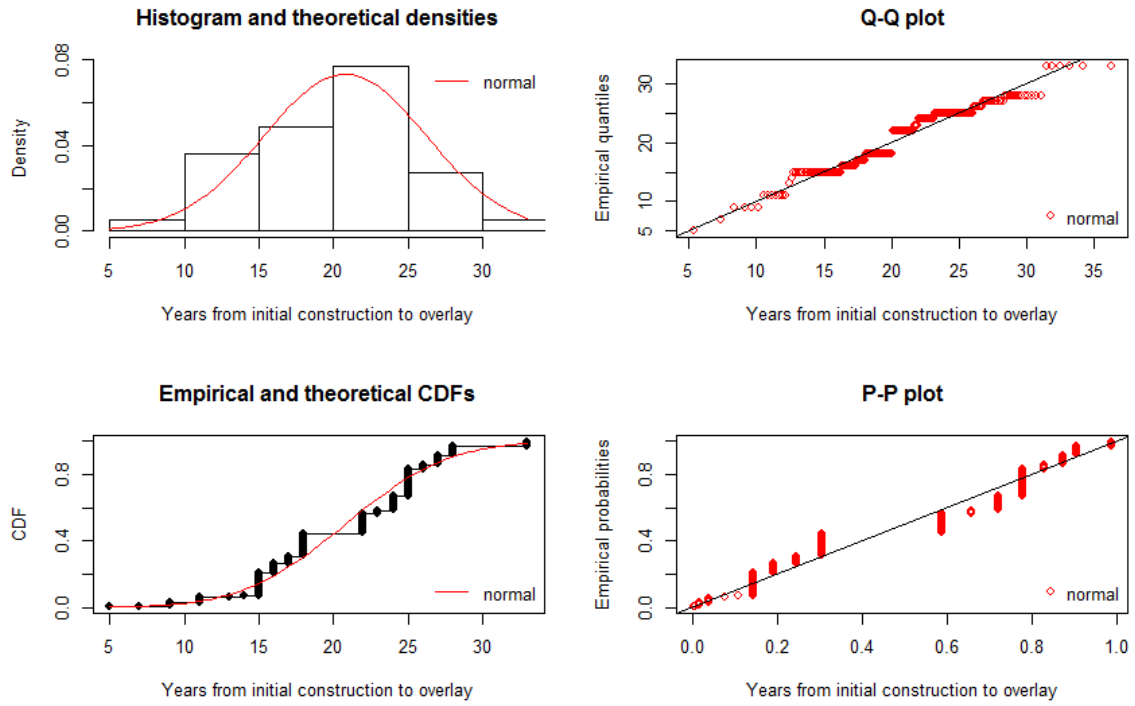 Histogram and theoretical densities
Density
0.00
0.04
0.08
normal
5
10
15
20
25
30
Years from initial construction to overlay
Q-Q plot
Empirical quantiles
5
10
20
30
normal
5
10
15
20
25
30
35
Years from initial construction to overlay
Empirical and theoretical CDFs
CDF
0.0
0.4
0.8
normal
5
10
15
20
25
30
Years from initial construction to overlay
P-P plot
Empirical probabilities
0.0
0.4
0.8
normal
0.0
0.2
0.4
0.6
0.8
1.0
Years from initial construction to overlay